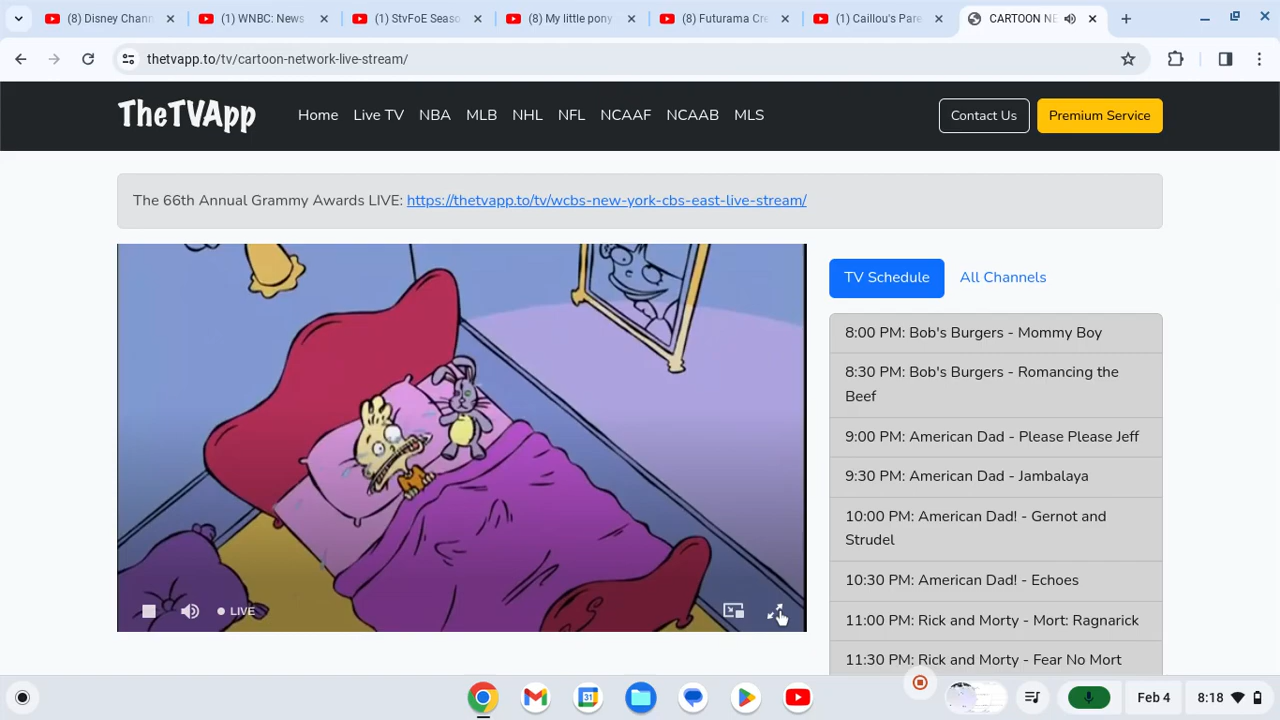 (8) Disney Chann
(1) WNBC: News
(1) StvFoE Seaso
(8) My little pony
(8) Futurama Cre
(1) Caillou's Pare
CARTOON NE
thetvapp.to/tv/cartoon-network-live-stream/
TheTVApp
Home Live TV NBA MLB NHL NFL NCAAF NCAAB MLS
Contact Us
Premium Service
The 66th Annual Grammy Awards LIVE: https://thetvapp.to/tv/wcbs-new-york-cbs-east-live-stream/
TV Schedule
All Channels
8:00 PM: Bob's Burgers - Mommy Boy
8:30 PM: Bob's Burgers - Romancing the
Beef
9:00 PM: American Dad - Please Please Jeff
9:30 PM: American Dad - Jambalaya
10:00 PM: American Dad! - Gernot and
Strudel
10:30 PM: American Dad! - Echoes
11:00 PM: Rick and Morty - Mort: Ragnarick
11:30 PM: Rick and Morty - Fear No Mort
LIVE
31
Feb 4
8:18